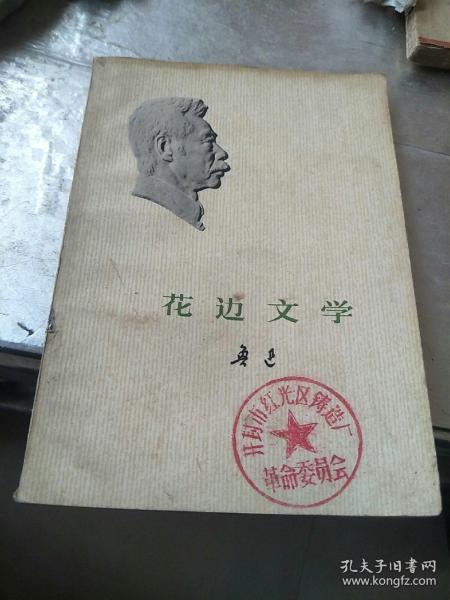 花边文学
鲁迅
开封市红光区铸造厂
革命委员会
孔夫子旧书网
www.kongfz.com